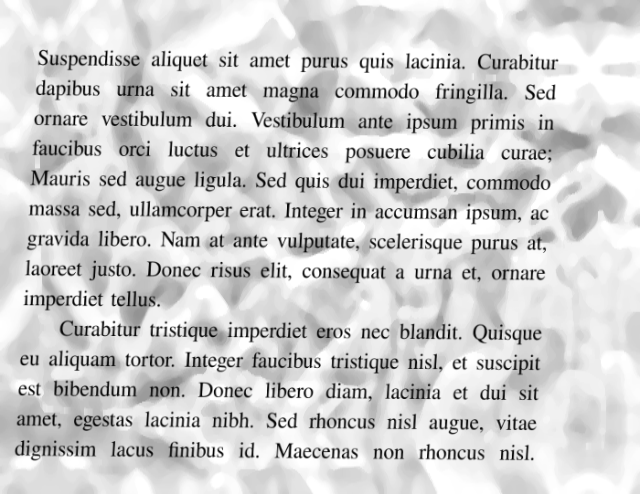 Suspendisse aliquet sit amet purus quis lacinia. Curabitur
dapibus urna sit amet magna commodo fringilla. Sed
ornare vestibulum dui. Vestibulum ante ipsum primis in
faucibus orci luctus et ultrices posuere cubilia curae;
Mauris sed augue ligula. Sed quis dui imperdiet, commodo
massa sed, ullamcorper erat. Integer in accumsan ipsum, ac
gravida libero. Nam at ante vulputate, scelerisque purus at,
laoreet justo. Donec risus elit, consequat a urna et, ornare
imperdiet tellus.
Curabitur tristique imperdiet eros nec blandit. Quisque
eu aliquam tortor. Integer faucibus tristique nisl, et suscipit
est bibendum non. Donec libero diam, lacinia et dui sit
amet, egestas lacinia nibh. Sed rhoncus nisl augue, vitae
dignissim lacus finibus id. Maecenas non rhoncus nisl.